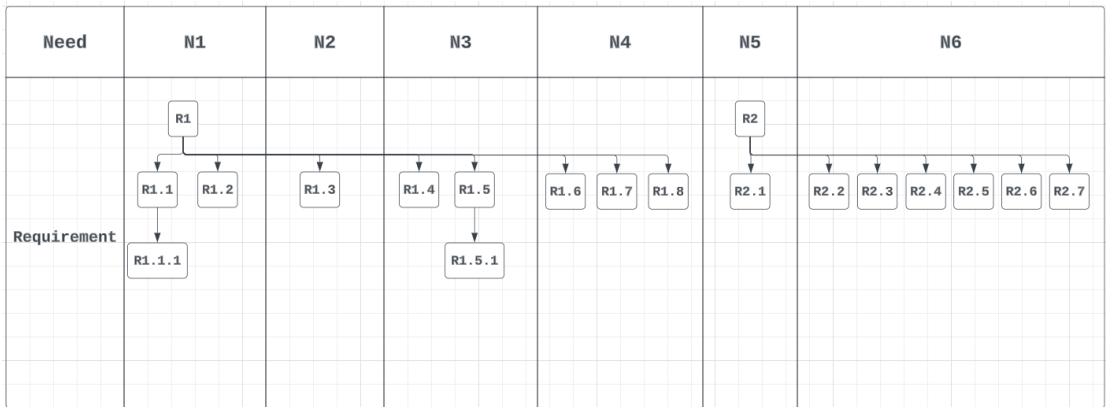 Need N1 N2 N3 N4 N5 N6
R1 R2
R1.1 R1.2 R1.3 R1.4 R1.5 R1.6 R1.7 R1.8 R2.1 R2.2 R2.3 R2.4 R2.5 R2.6 R2.7
Requirement
R1.1.1 R1.5.1